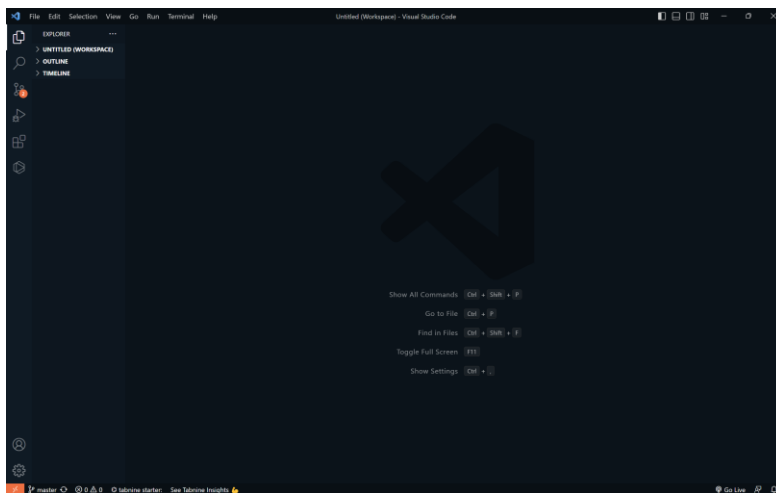 File Edit Selection View Go Run Terminal Help Untitled (Workspace) - Visual Studio Code
EXPLORER ...
> UNTITLED (WORKSPACE)
> OUTLINE
> TIMELINE
Show All Commands Ctrl + Shift + P
Go to File Ctrl + P
Find in Files Ctrl + Shift + F
Toggle Full Screen F11
Show Settings Ctrl + ,
master 0 0 tabnine starter: See Tabnine Insights Go Live